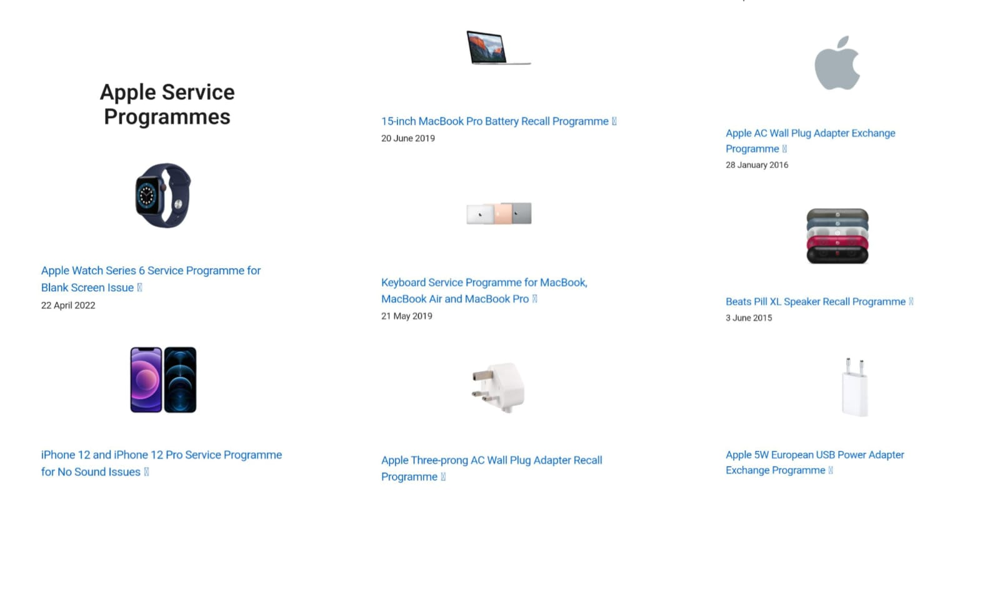 Apple Service
Programmes
Apple Watch Series 6 Service Programme for
Blank Screen Issue
22 April 2022
iPhone 12 and iPhone 12 Pro Service Programme
for No Sound Issues
15-inch MacBook Pro Battery Recall Programme
20 June 2019
Keyboard Service Programme for MacBook,
MacBook Air and MacBook Pro
21 May 2019
Apple Three-prong AC Wall Plug Adapter Recall
Programme
Apple AC Wall Plug Adapter Exchange
Programme
28 January 2016
Beats Pill XL Speaker Recall Programme
3 June 2015
Apple 5W European USB Power Adapter
Exchange Programme